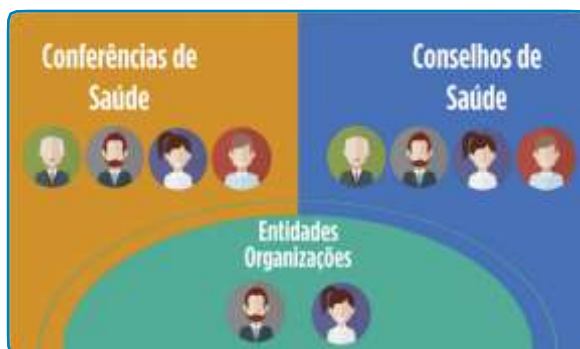 Conferências de
Saúde
Conselhos de
Saúde
Entidades
Organizações